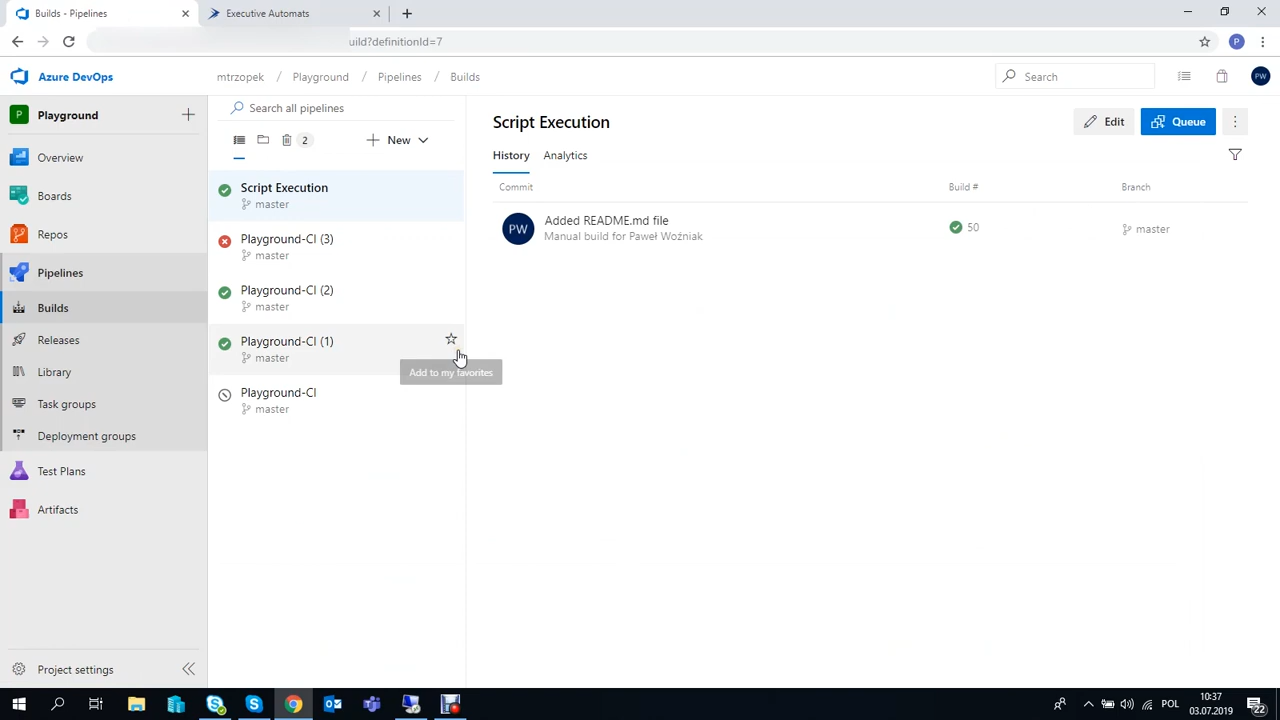 Builds - Pipelines
Executive Automats
uild?definitionId=7
P
Azure DevOps
mtrzopek / Playground / Pipelines / Builds
Search
PW
P Playground
Overview
Boards
Repos
Pipelines
Builds
Releases
Library
Task groups
Deployment groups
Test Plans
Artifacts
Project settings
Search all pipelines
2
New
Script Execution
master
Playground-CI (3)
master
Playground-CI (2)
master
Playground-CI (1)
master
Add to my favorites
Playground-CI
master
Script Execution
Edit
Queue
History
Analytics
Commit
Build #
Branch
PW
Added README.md file
Manual build for Paweł Woźniak
50
master
POL
10:37
03.07.2019
22